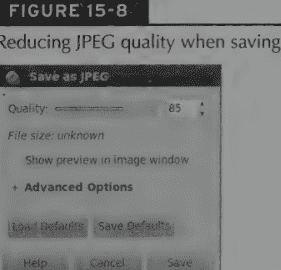 FIGURE 15-8
Reducing JPEG quality when saving
Save as JPEG
Quality: 85
File size: unknown
Show preview in image window
+ Advanced Options
Load Defaults Save Defaults
Help Cancel Save